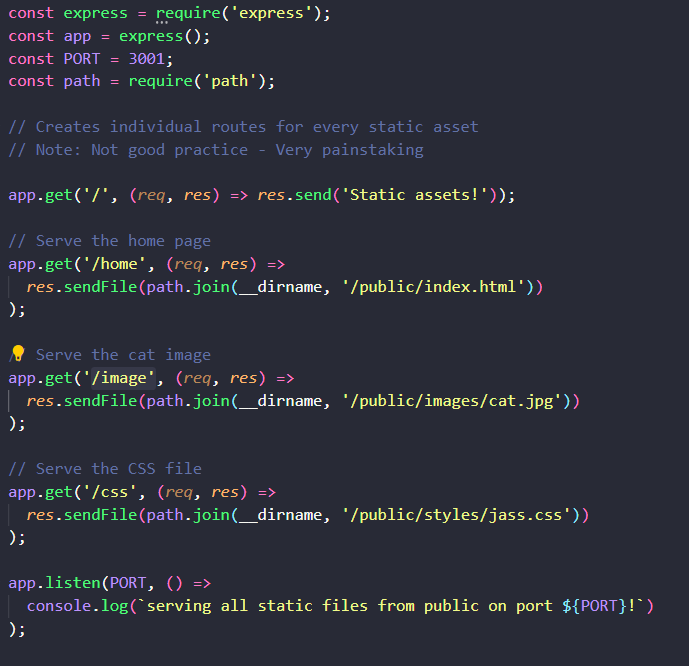 const express = require('express');
const app = express();
const PORT = 3001;
const path = require('path');

// Creates individual routes for every static asset
// Note: Not good practice - Very painstaking

app.get('/', (req, res) => res.send('Static assets!'));

// Serve the home page
app.get('/home', (req, res) =>
  res.sendFile(path.join(__dirname, '/public/index.html'))
);

/ Serve the cat image
app.get('/image', (req, res) =>
  res.sendFile(path.join(__dirname, '/public/images/cat.jpg'))
);

// Serve the CSS file
app.get('/css', (req, res) =>
  res.sendFile(path.join(__dirname, '/public/styles/jass.css'))
);

app.listen(PORT, () =>
  console.log(`serving all static files from public on port ${PORT}!`)
);